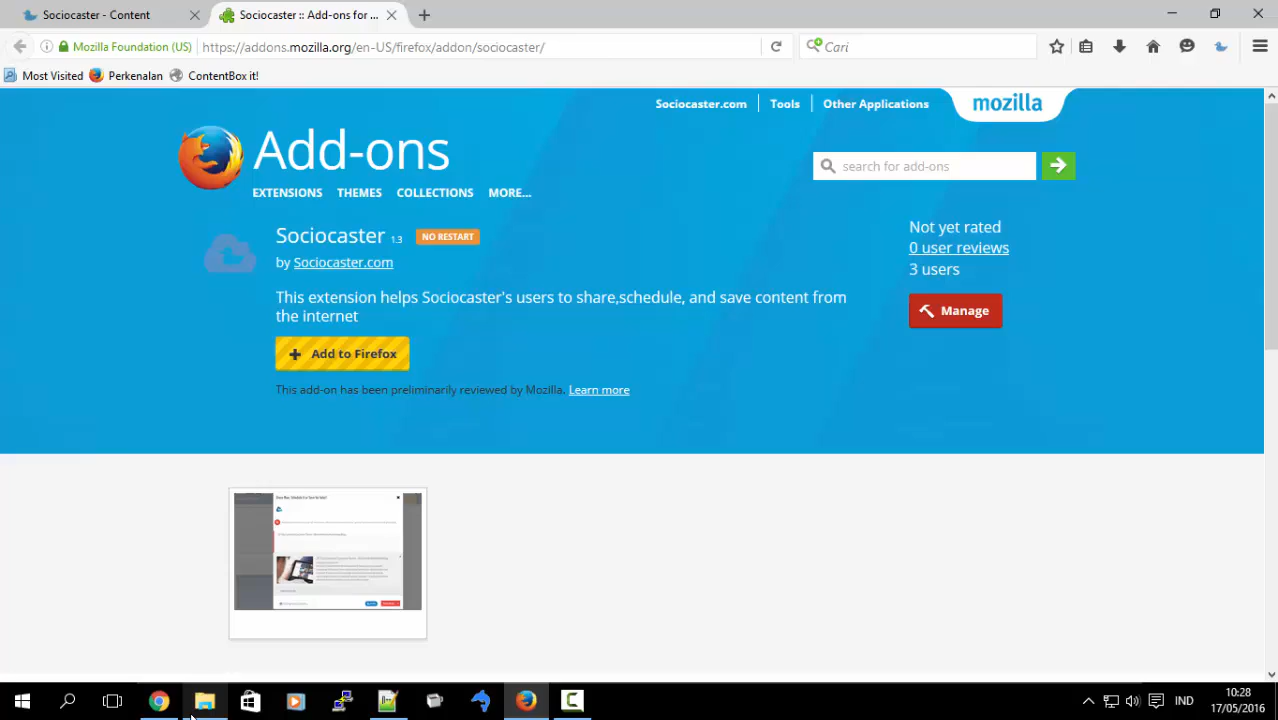 Sociocaster - Content
Sociocaster :: Add-ons for ...
Mozilla Foundation (US)
https://addons.mozilla.org/en-US/firefox/addon/sociocaster/
Cari
Most Visited
Perkenalan
ContentBox it!
Sociocaster.com
Tools
Other Applications
mozilla
Add-ons
search for add-ons
EXTENSIONS
THEMES
COLLECTIONS
MORE...
Sociocaster 1.3 NO RESTART
by Sociocaster.com
This extension helps Sociocaster's users to share,schedule, and save content from
the internet
Add to Firefox
This add-on has been preliminarily reviewed by Mozilla. Learn more
Not yet rated
0 user reviews
3 users
Manage
IND
10:28
17/05/2016